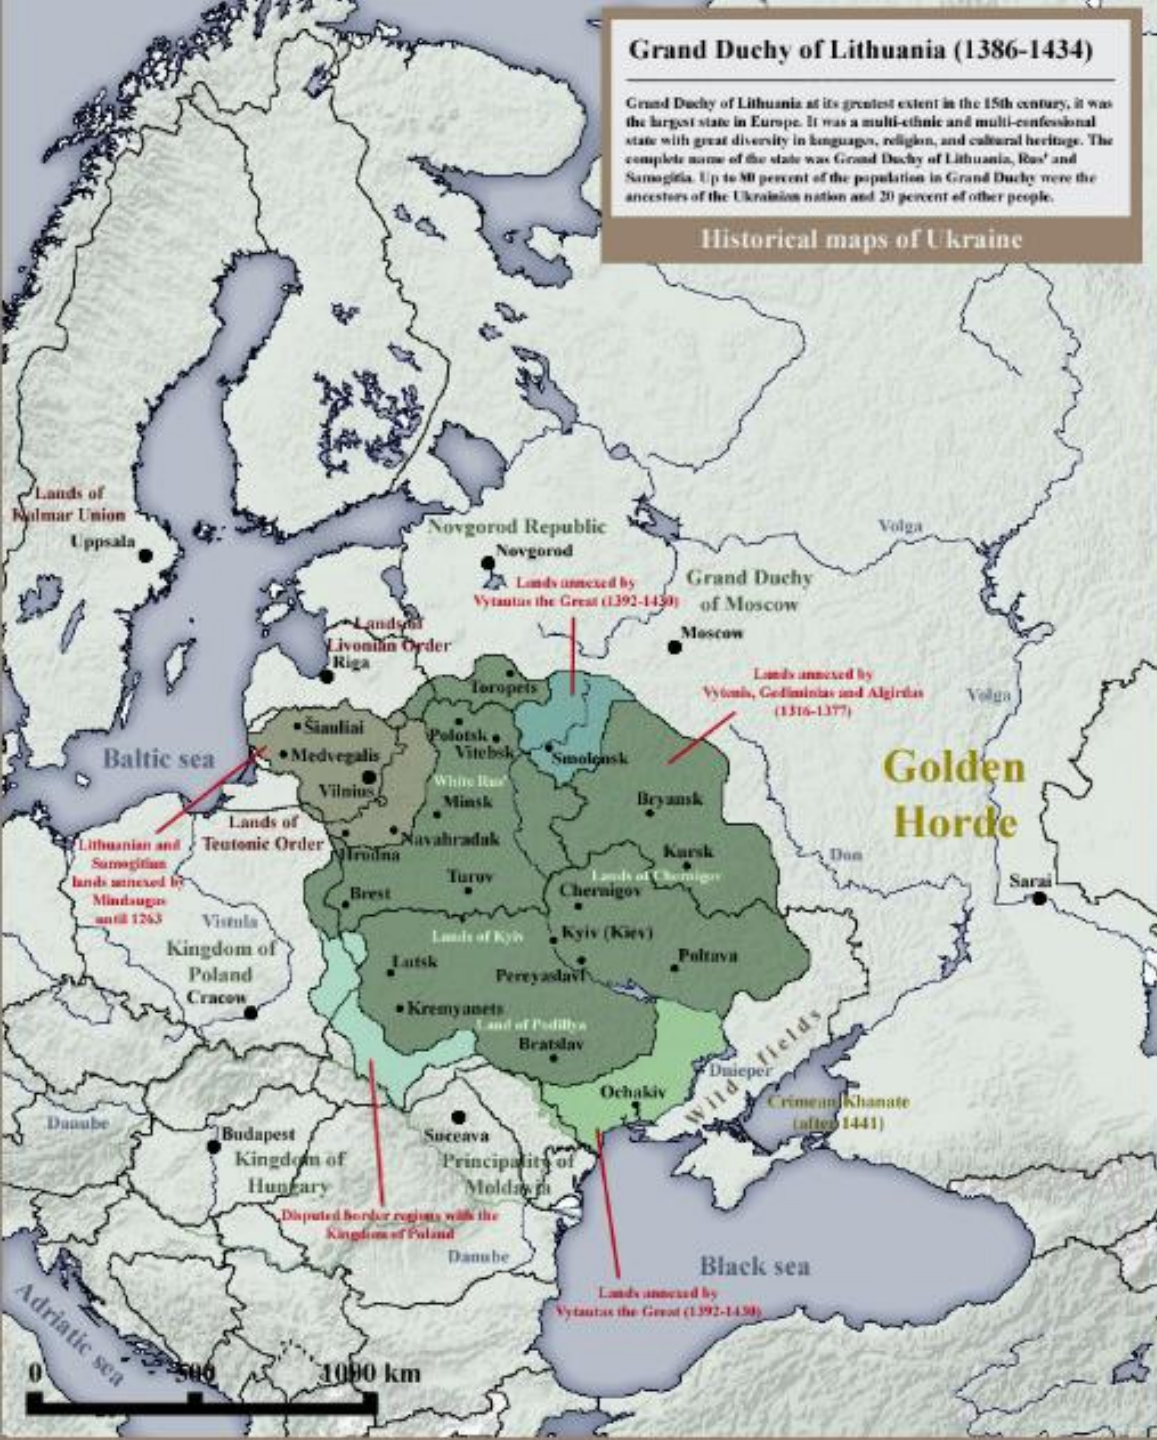 Grand Duchy of Lithuania (1386-1434)
Grand Duchy of Lithuania at its greatest extent in the 15th century, it was
the largest state in Europe. It was a multi-ethnic and multi-confessional
state with great diversity in languages, religion, and cultural heritage. The
complete name of the state was Grand Duchy of Lithuania, Rus' and
Samogitia. Up to 80 percent of the population in Grand Duchy were the
ancestors of the Ukrainian nation and 20 percent of other people.
Historical maps of Ukraine
Lands of
Kalmar Union
Uppsala
Novgorod Republic
Novgorod
Volga
Lands annexed by
Vytautas the Great (1392-1430)
Grand Duchy
of Moscow
Moscow
Lands of
Livonian Order
Riga
Lands annexed by
Vytenis, Gediminias and Algirdas
(1316-1377)
Volga
Toropets
Šiauliai
Medvegalis
Vilnius
Polotsk
Vitebsk
Smolensk
Baltic sea
White Rus'
Minsk
Bryansk
Golden
Horde
Lands of
Teutonic Order
Navahradak
Hrodna
Lithuanian and
Samogitian
lands annexed by
Mindaugas
until 1263
Kursk
Don
Turov
Lands of Chernigov
Chernigov
Sarai
Brest
Vistula
Kingdom of
Poland
Cracow
Lands of Kyiv
Kyiv (Kiev)
Poltava
Lutsk
Pereyaslavl
Kremyanets
Land of Podillya
Bratslav
Wild fields
Dnieper
Ochakiv
Crimean Khanate
(after 1441)
Danube
Budapest
Kingdom of
Hungary
Suceava
Principality of
Moldavia
Disputed border regions with the
Kingdom of Poland
Danube
Black sea
Lands annexed by
Vytautas the Great (1392-1430)
Adriatic sea
0 500 1000 km